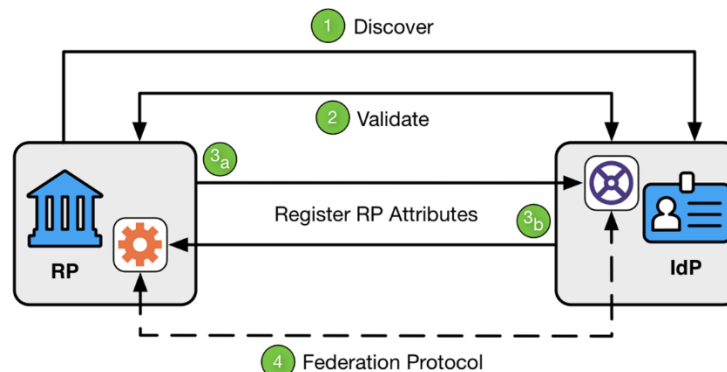 1 Discover
2 Validate
3a
Register RP Attributes
3b
RP
IdP
4 Federation Protocol